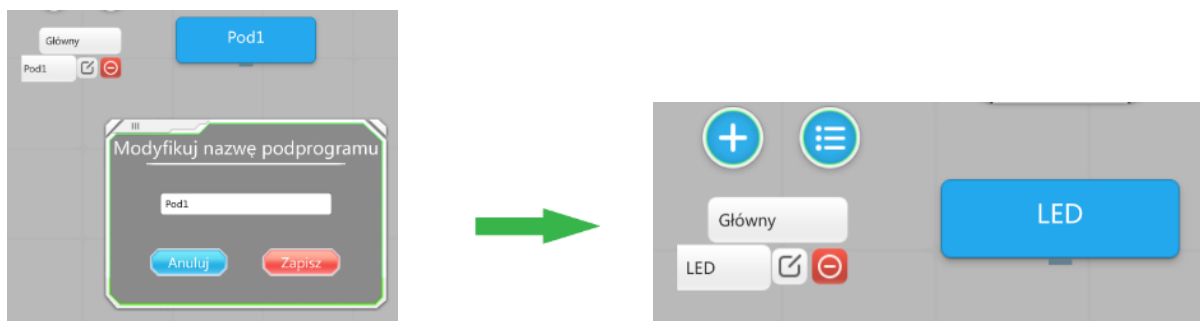 Główny
Pod1
Pod1
Modyfikuj nazwę podprogramu
Pod1
Anuluj
Zapisz
Główny
LED
LED